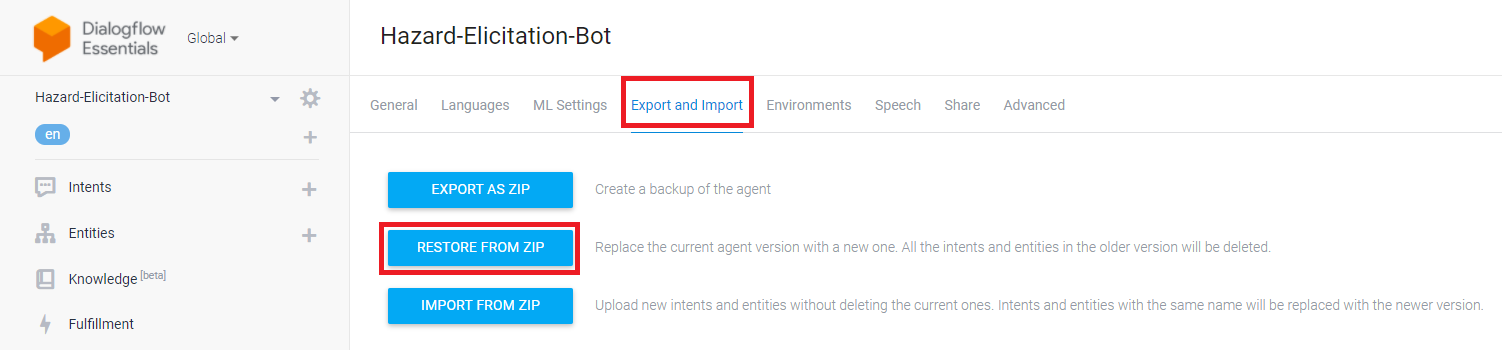 Dialogflow
Essentials
Global
Hazard-Elicitation-Bot
Hazard-Elicitation-Bot
en
Intents
Entities
Knowledge [beta]
Fulfillment
General Languages ML Settings Export and Import Environments Speech Share Advanced
EXPORT AS ZIP Create a backup of the agent
RESTORE FROM ZIP Replace the current agent version with a new one. All the intents and entities in the older version will be deleted.
IMPORT FROM ZIP Upload new intents and entities without deleting the current ones. Intents and entities with the same name will be replaced with the newer version.